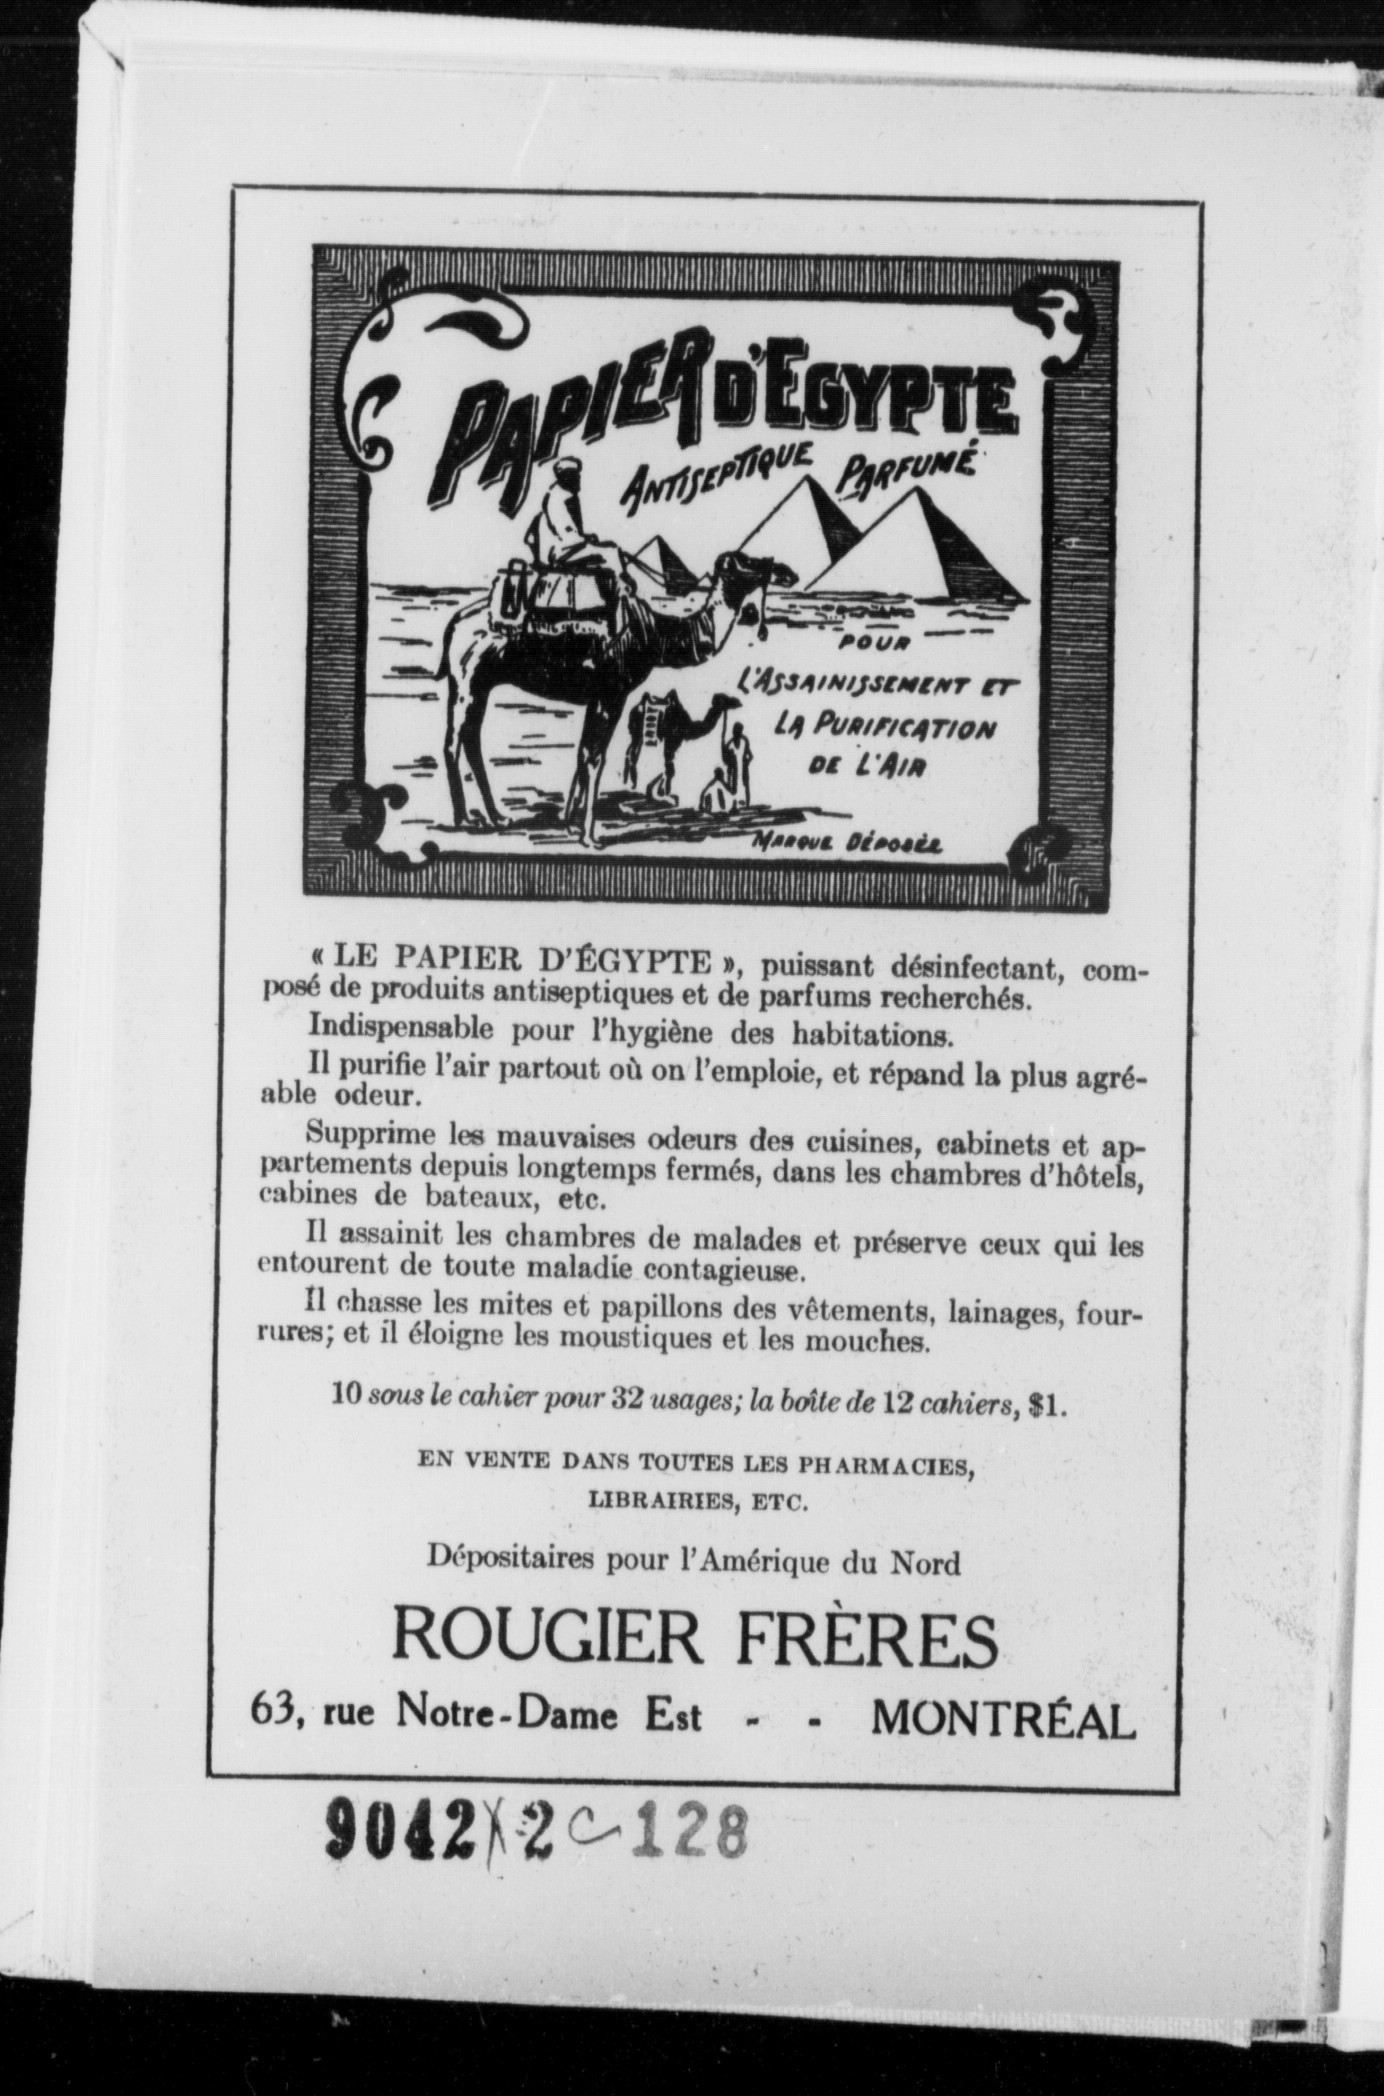 PAPIER D'EGYPTE
ANTISEPTIQUE PARFUMÉ
POUR
L'ASSAINISSEMENT ET
LA PURIFICATION
DE L'AIR
MARQUE DÉPOSÉE
« LE PAPIER D'ÉGYPTE », puissant désinfectant, com-
posé de produits antiseptiques et de parfums recherchés.
Indispensable pour l'hygiène des habitations.
Il purifie l'air partout où on l'emploie, et répand la plus agré-
able odeur.
Supprime les mauvaises odeurs des cuisines, cabinets et ap-
partements depuis longtemps fermés, dans les chambres d'hôtels,
cabines de bateaux, etc.
Il assainit les chambres de malades et préserve ceux qui les
entourent de toute maladie contagieuse.
Il chasse les mites et papillons des vêtements, lainages, four-
rures; et il éloigne les moustiques et les mouches.
10 sous le cahier pour 32 usages; la boîte de 12 cahiers, $1.
EN VENTE DANS TOUTES LES PHARMACIES,
LIBRAIRIES, ETC.
Dépositaires pour l'Amérique du Nord
ROUGIER FRÈRES
63, rue Notre-Dame Est - - MONTRÉAL
9042 X 2 C 128